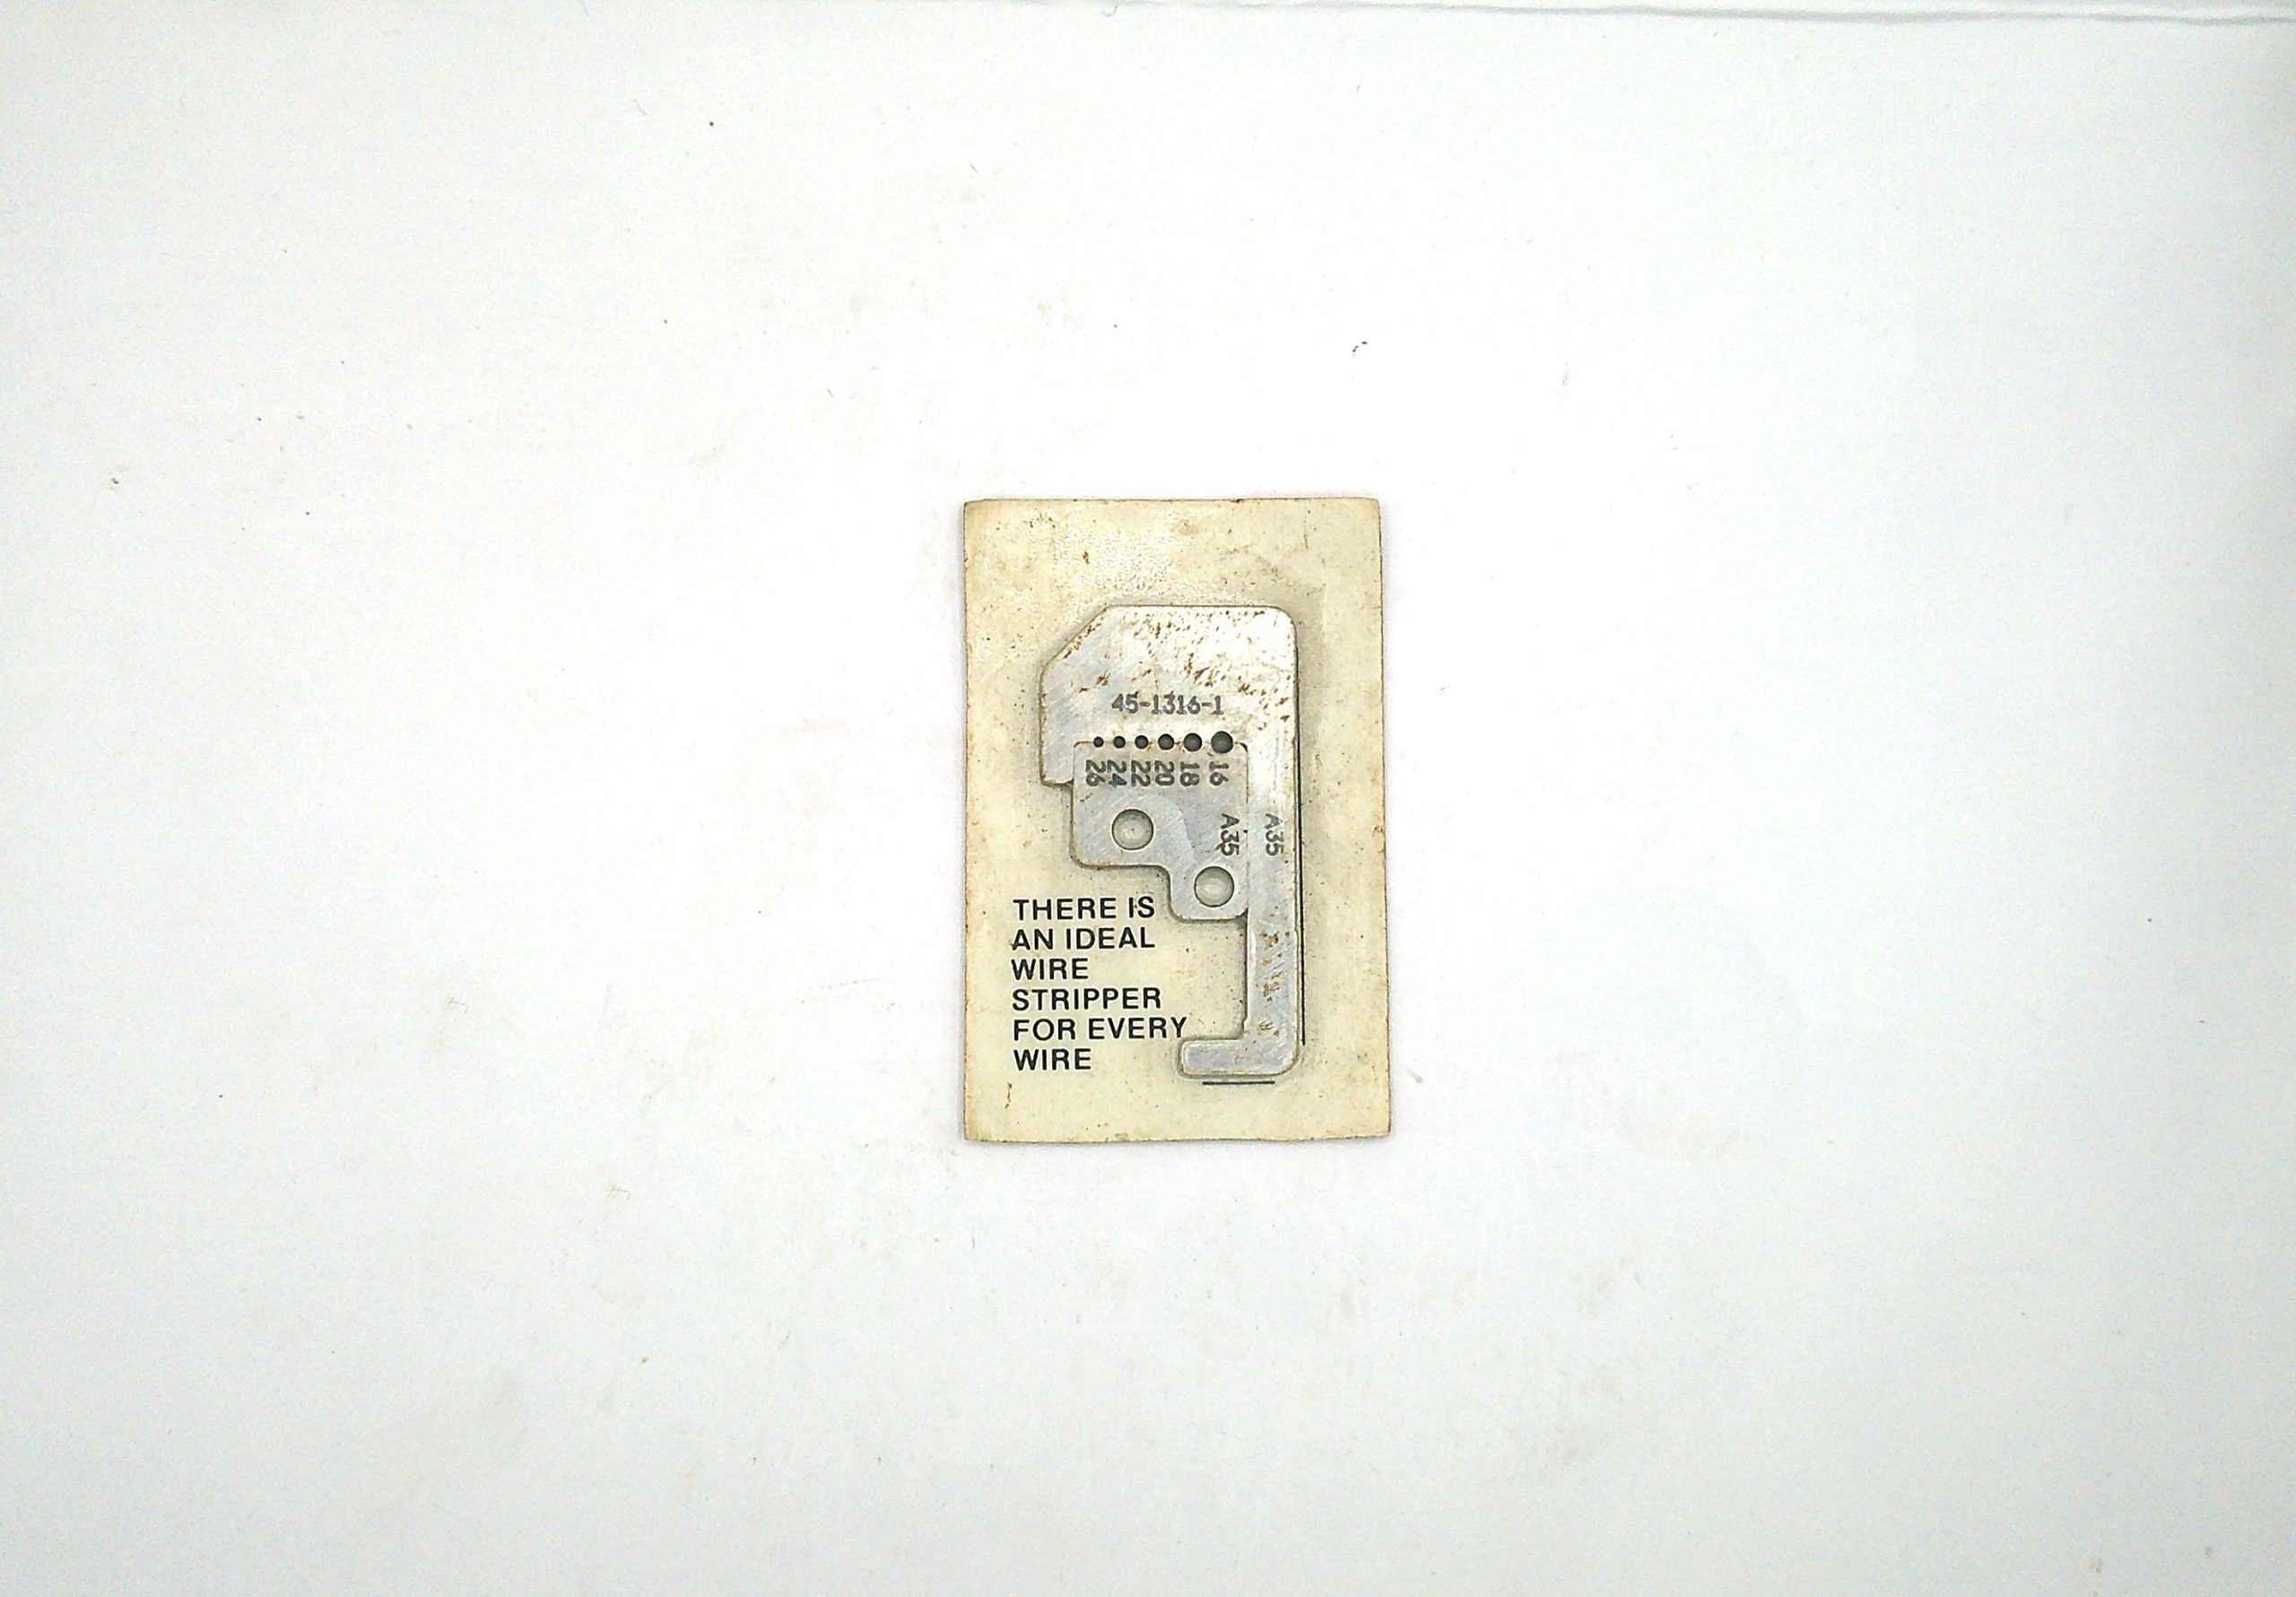 45-1316-1
26 24 22 20 18 16
A35 A35
THERE IS
AN IDEAL
WIRE
STRIPPER
FOR EVERY
WIRE